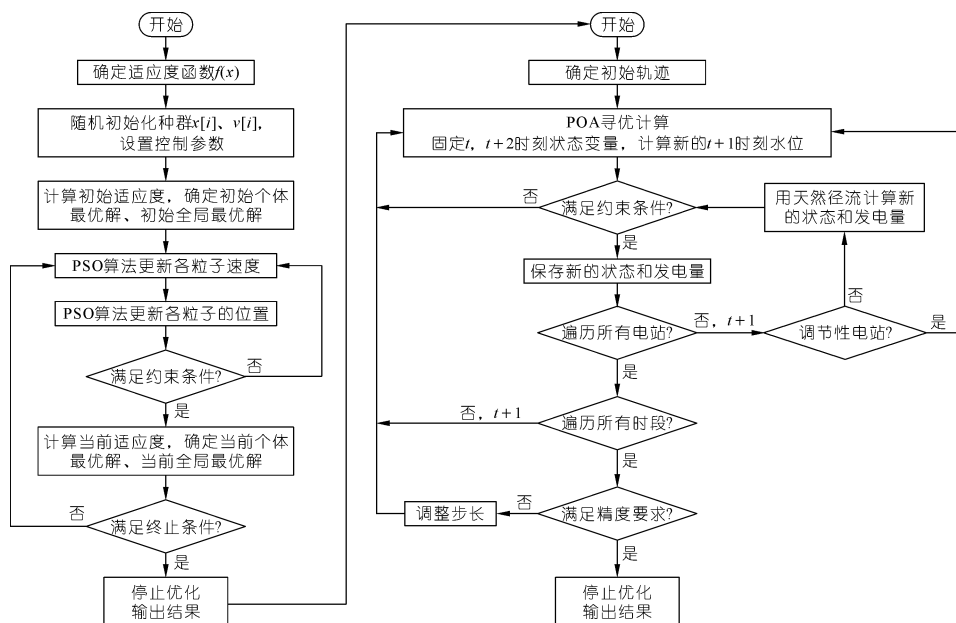 开始
确定适应度函数f(x)
随机初始化种群x[i]、v[i],
设置控制参数
计算初始适应度，确定初始个体
最优解、初始全局最优解
PSO算法更新各粒子速度
PSO算法更新各粒子的位置
满足约束条件?
否
是
计算当前适应度，确定当前个体
最优解、当前全局最优解
否
满足终止条件?
是
停止优化
输出结果
开始
确定初始轨迹
POA寻优计算
固定t，t+2时刻状态变量，计算新的t+1时刻水位
否
满足约束条件?
是
用天然径流计算新
的状态和发电量
保存新的状态和发电量
否
遍历所有电站?
否，t+1
调节性电站?
是
是
否，t+1
遍历所有时段?
是
调整步长
否
满足精度要求?
是
停止优化
输出结果